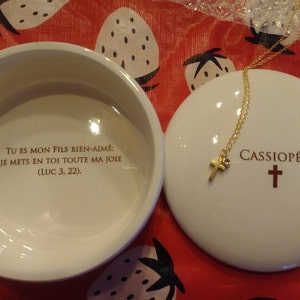 Tu es mon Fils bien-aimé;
je mets en toi toute ma joie
(Luc 3, 22).
Cassiopé